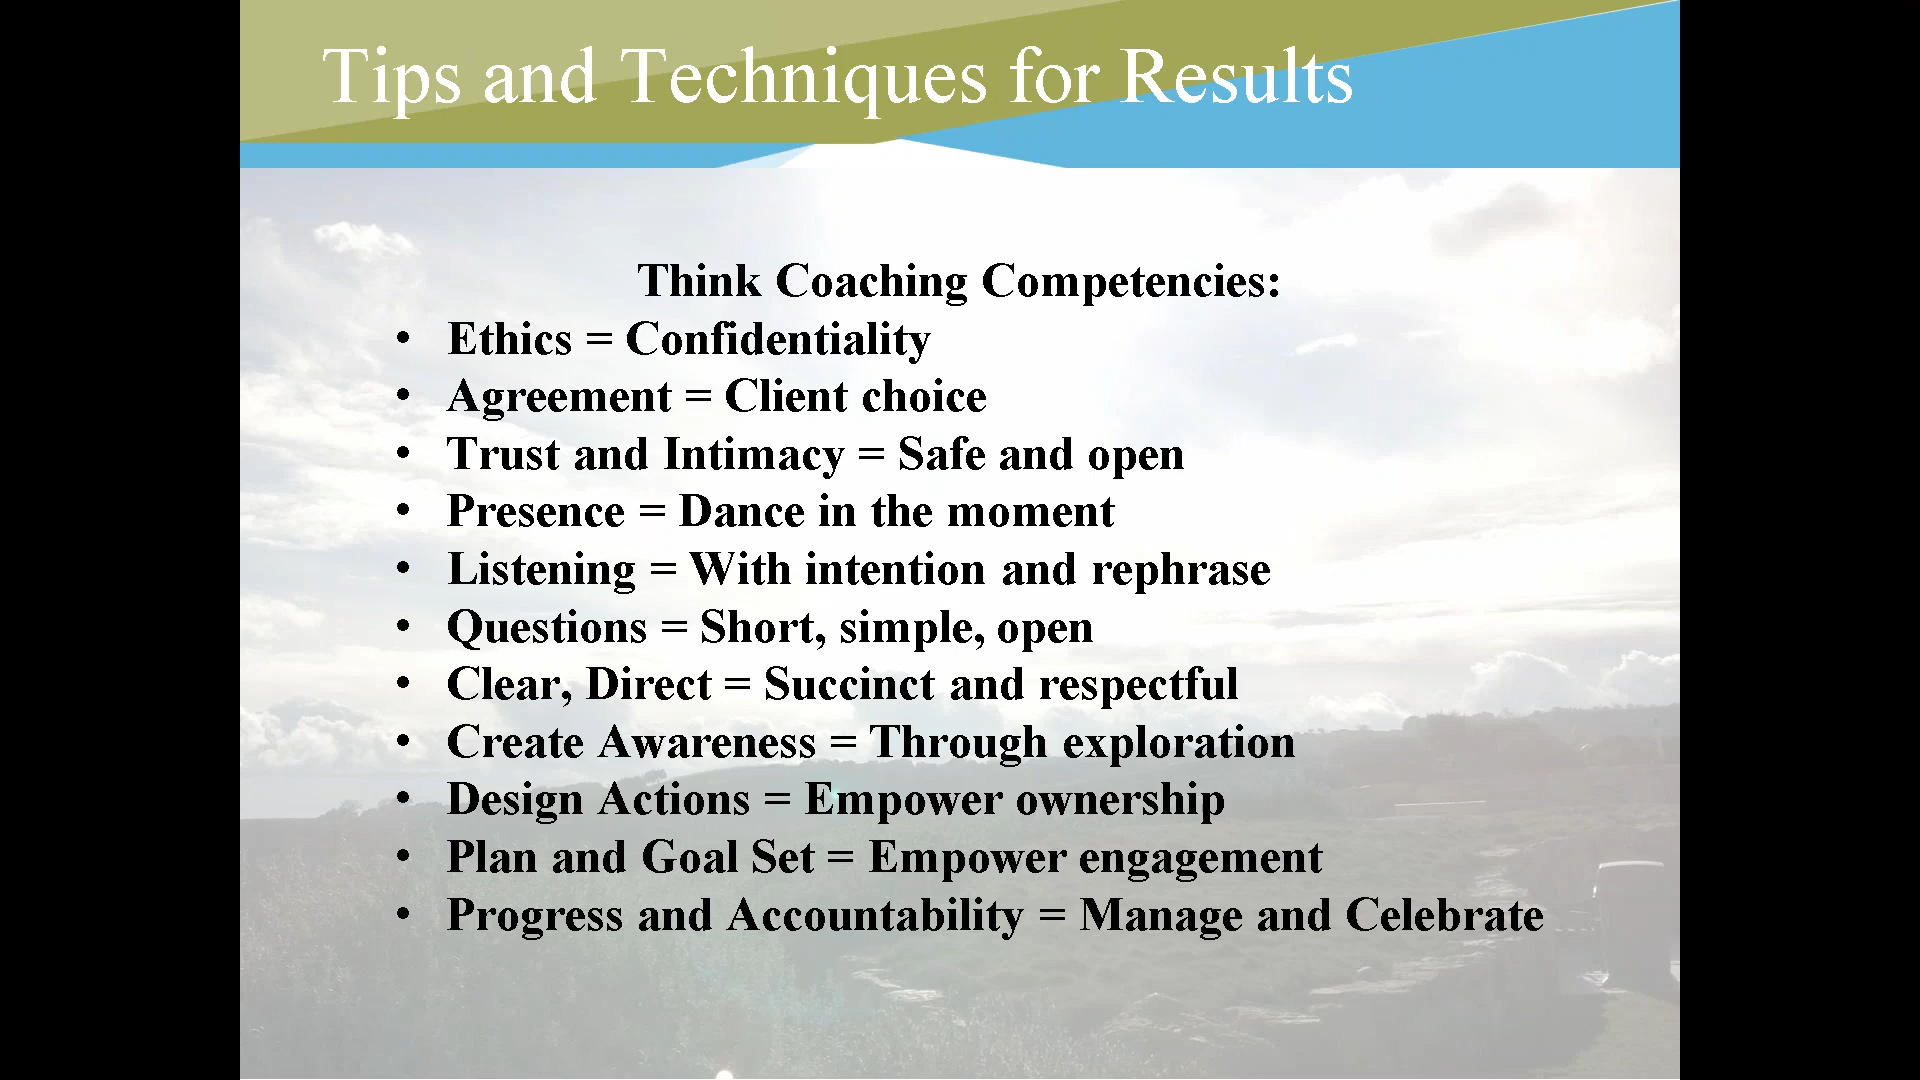 Tips and Techniques for Results
Think Coaching Competencies:
• Ethics = Confidentiality
• Agreement = Client choice
• Trust and Intimacy = Safe and open
• Presence = Dance in the moment
• Listening = With intention and rephrase
• Questions = Short, simple, open
• Clear, Direct = Succinct and respectful
• Create Awareness = Through exploration
• Design Actions = Empower ownership
• Plan and Goal Set = Empower engagement
• Progress and Accountability = Manage and Celebrate